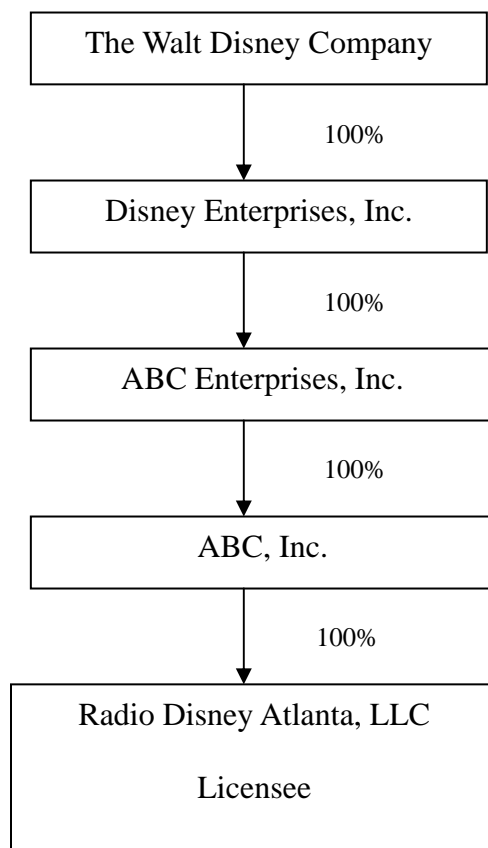 The Walt Disney Company
100%
Disney Enterprises, Inc.
100%
ABC Enterprises, Inc.
100%
ABC, Inc.
100%
Radio Disney Atlanta, LLC
Licensee